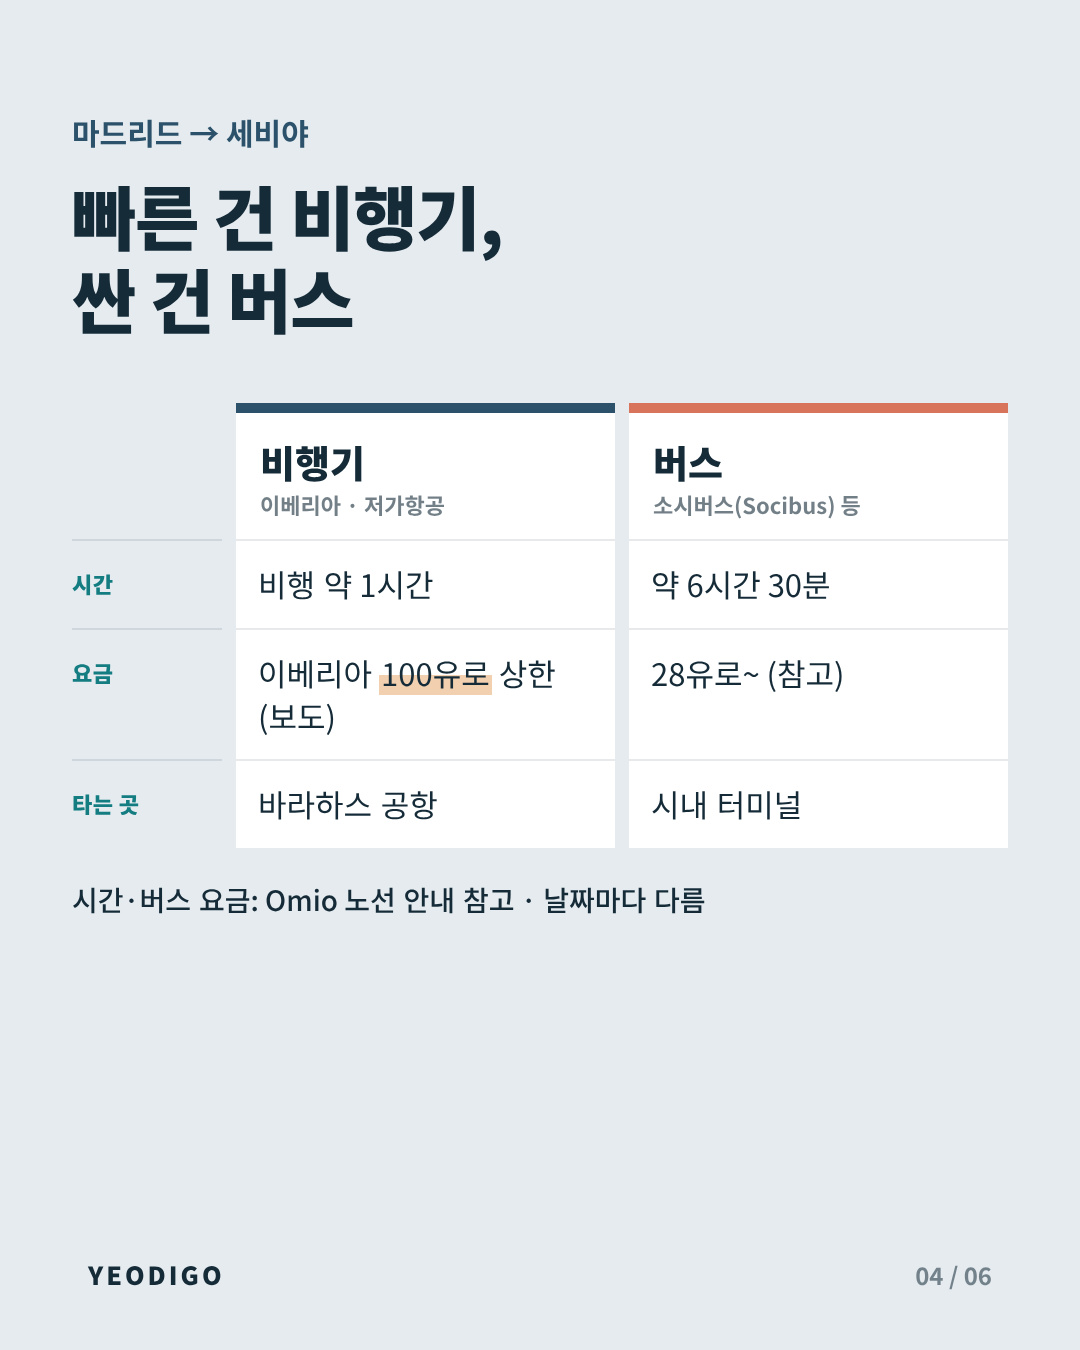 마드리드 → 세비야
빠른 건 비행기,
싼 건 버스
비행기
이베리아 · 저가항공
버스
소시버스(Socibus) 등
시간
비행 약 1시간
약 6시간 30분
요금
이베리아 100유로 상한
(보도)
28유로~ (참고)
타는 곳
바라하스 공항
시내 터미널
시간·버스 요금: Omio 노선 안내 참고 · 날짜마다 다름
YEODIGO
04 / 06